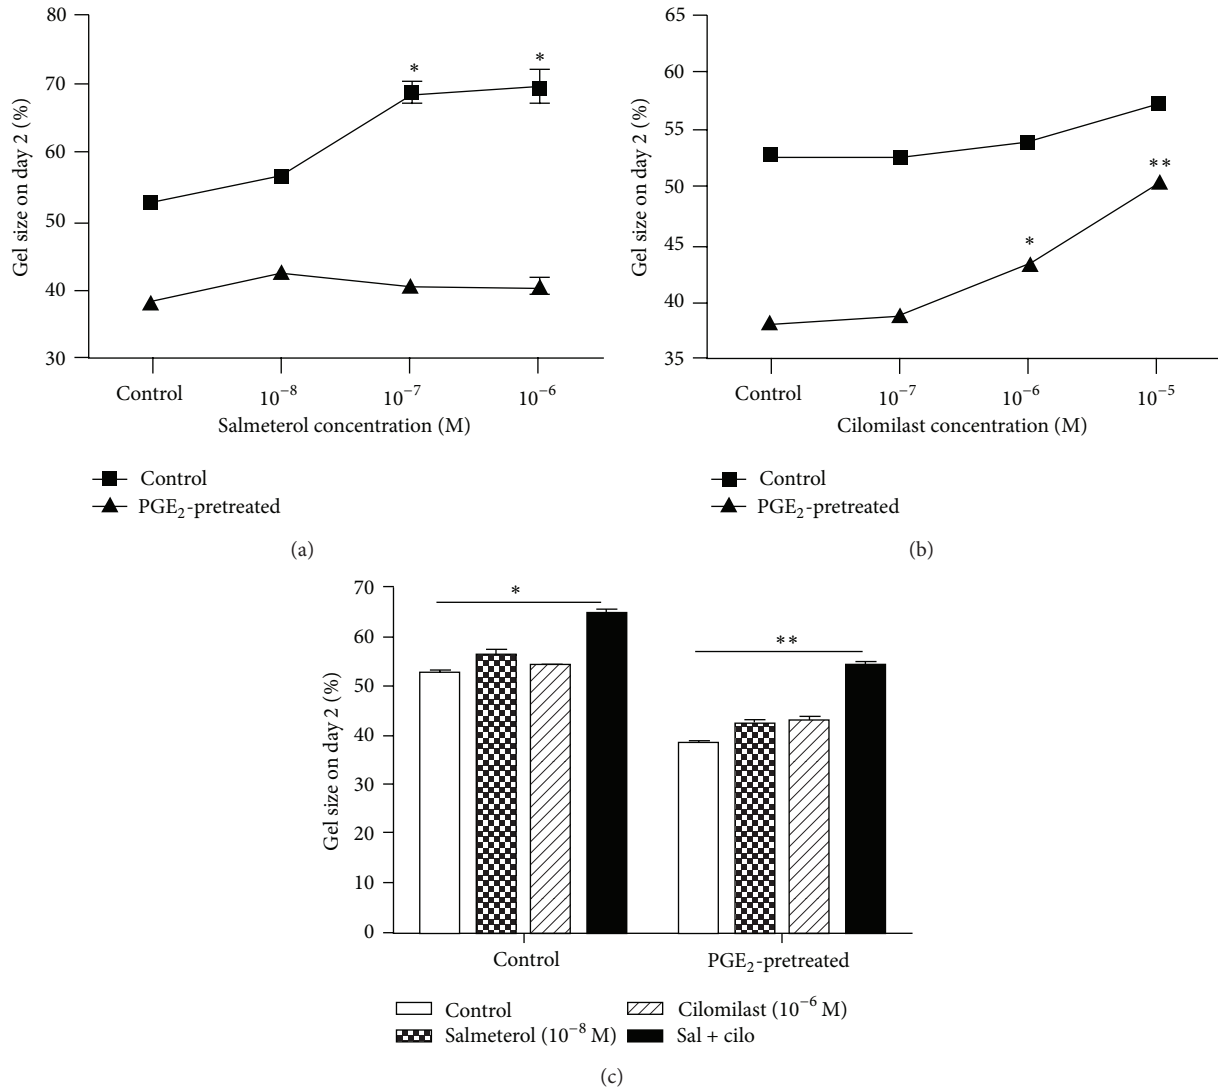 80
70
60
50
40
30
Gel size on day 2 (%)
*
*
Control
10⁻⁸
10⁻⁷
10⁻⁶
Salmeterol concentration (M)
Control
PGE₂-pretreated
(a)
65
60
55
50
45
40
35
Gel size on day 2 (%)
*
**
Control
10⁻⁷
10⁻⁶
10⁻⁵
Cilomilast concentration (M)
Control
PGE₂-pretreated
(b)
70
60
50
40
30
20
10
0
Gel size on day 2 (%)
*
**
Control
PGE₂-pretreated
Control
Cilomilast (10⁻⁶ M)
Salmeterol (10⁻⁸ M)
Sal + cilo
(c)